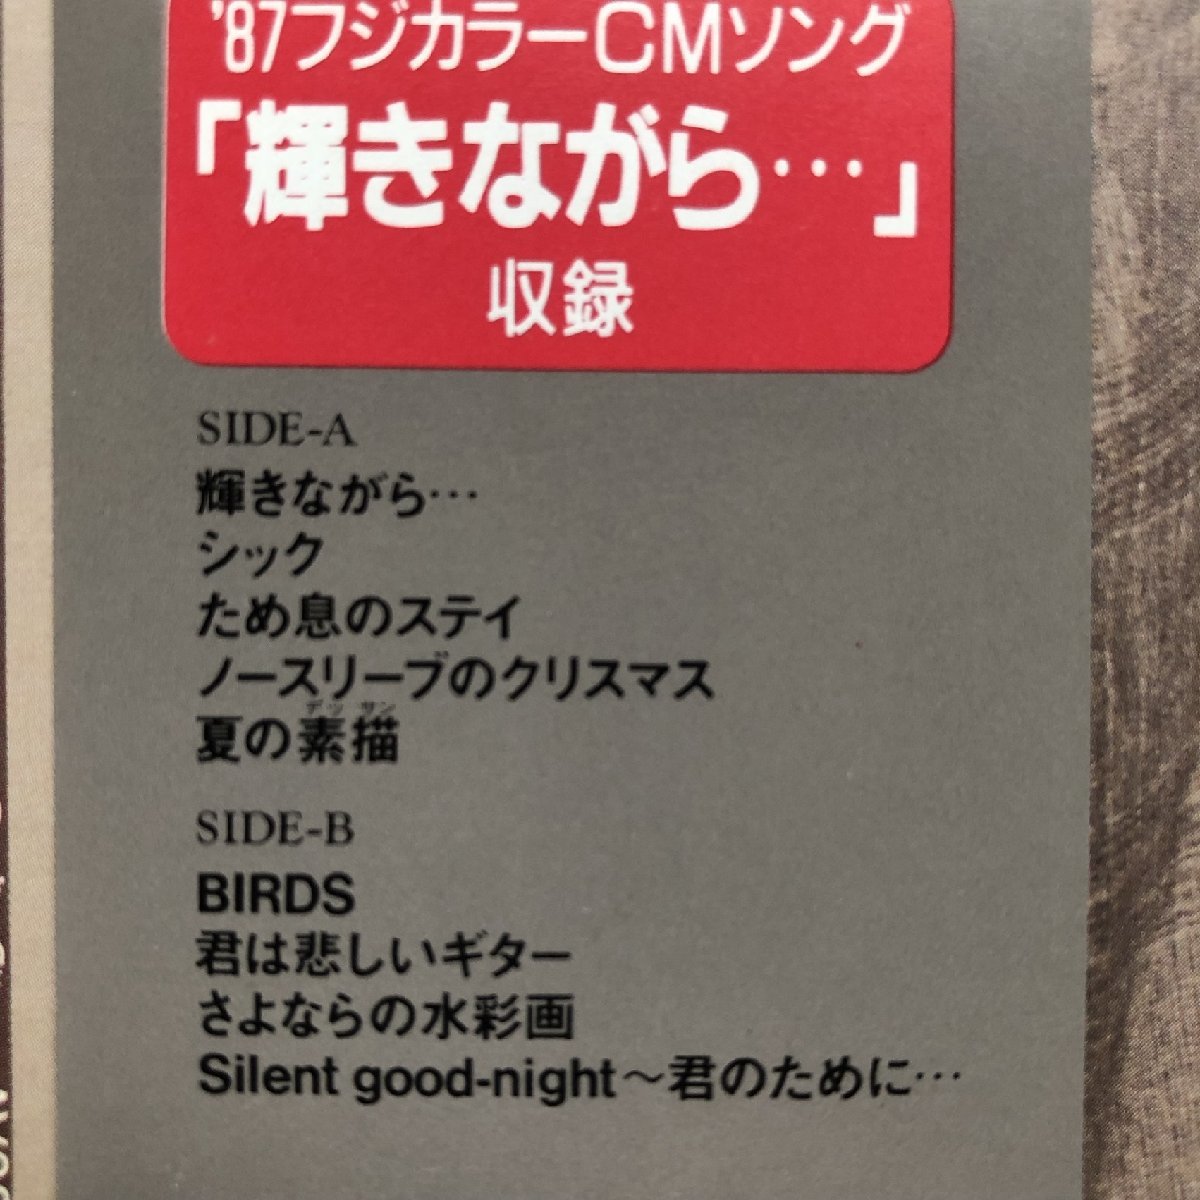 '87フジカラーCMソング
「輝きながら…」
収録
SIDE-A
輝きながら…
シック
ため息のステイ
ノースリーブのクリスマス
デッサン
夏の素描
SIDE-B
BIRDS
君は悲しいギター
さよならの水彩画
Silent good-night〜君のために…